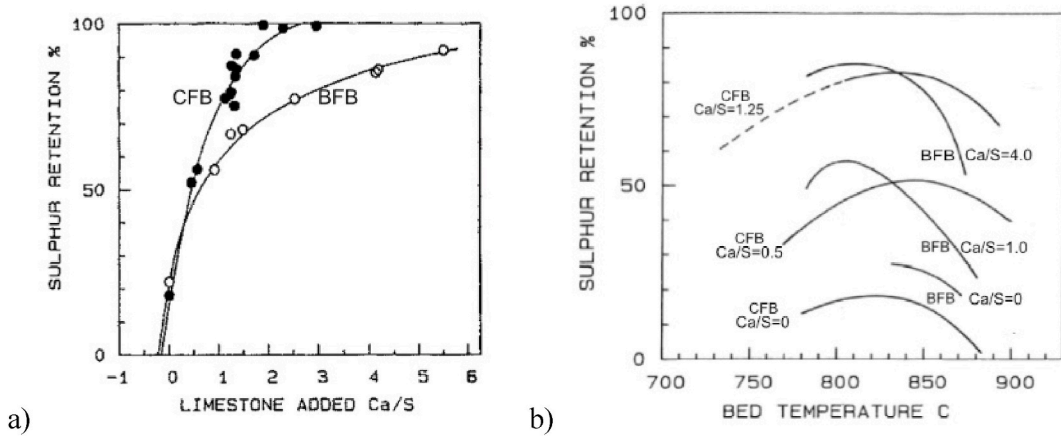 100
50
0
SULPHUR RETENTION %
CFB
BFB
-1 0 1 2 3 4 5 6
LIMESTONE ADDED Ca/S
a)
100
50
0
SULPHUR RETENTION %
CFB
Ca/S=1.25
BFB Ca/S=4.0
CFB
Ca/S=0.5
BFB Ca/S=1.0
BFB Ca/S=0
CFB
Ca/S=0
700 750 800 850 900
BED TEMPERATURE C
b)